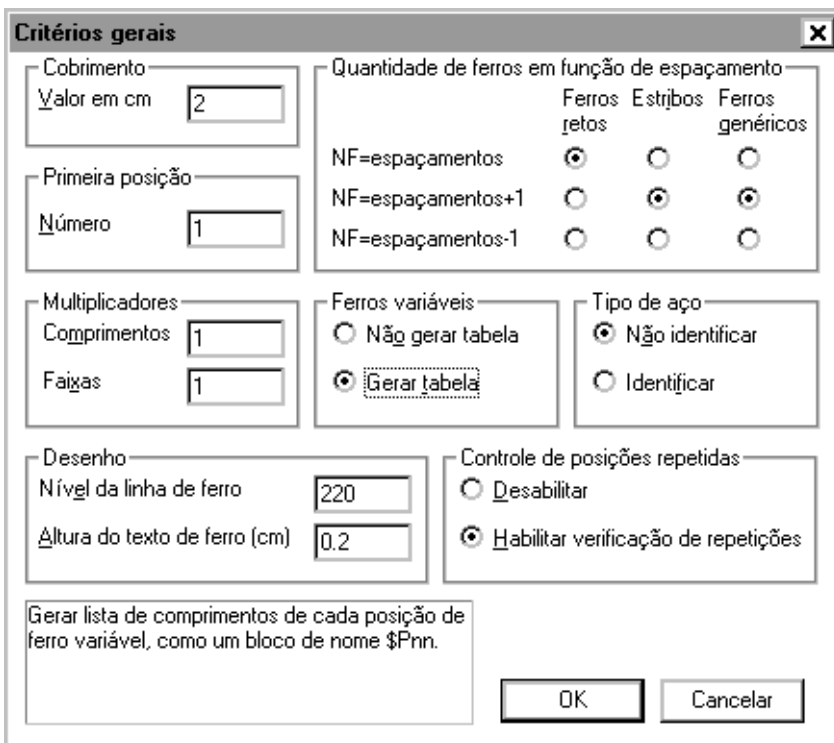 Critérios gerais
Cobrimento
Valor em cm 2
Primeira posição
Número 1
Quantidade de ferros em função de espaçamento
Ferros retos Estribos Ferros genéricos
NF=espaçamentos
NF=espaçamentos+1
NF=espaçamentos-1
Multiplicadores
Comprimentos 1
Faixas 1
Ferros variáveis
Não gerar tabela
Gerar tabela
Tipo de aço
Não identificar
Identificar
Desenho
Nível da linha de ferro 220
Altura do texto de ferro (cm) 0.2
Controle de posições repetidas
Desabilitar
Habilitar verificação de repetições
Gerar lista de comprimentos de cada posição de
ferro variável, como um bloco de nome $Pnn.
OK Cancelar